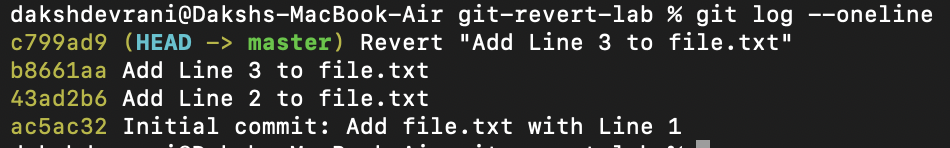 dakshdevrani@Dakshs-MacBook-Air git-revert-lab % git log --oneline
c799ad9 (HEAD -> master) Revert "Add Line 3 to file.txt"
b8661aa Add Line 3 to file.txt
43ad2b6 Add Line 2 to file.txt
ac5ac32 Initial commit: Add file.txt with Line 1